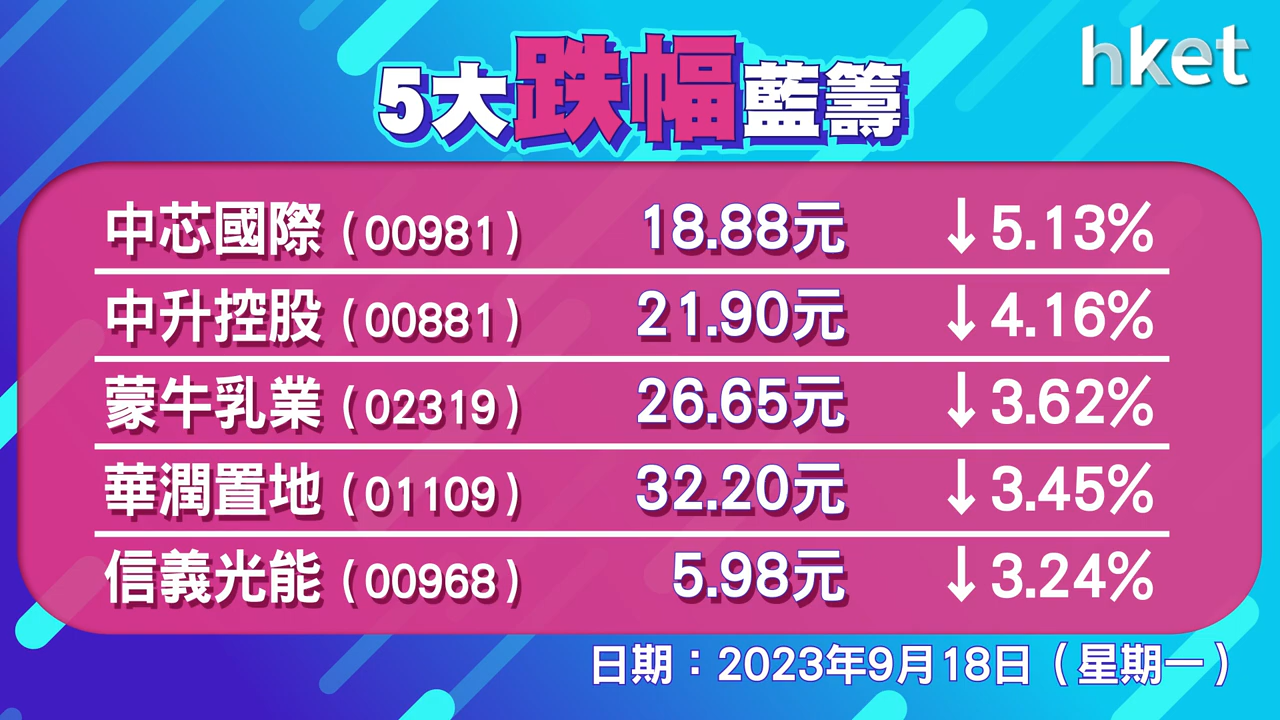 hket
5大跌幅藍籌
中芯國際（00981） 18.88元 ↓5.13%
中升控股（00881） 21.90元 ↓4.16%
蒙牛乳業（02319） 26.65元 ↓3.62%
華潤置地（01109） 32.20元 ↓3.45%
信義光能（00968） 5.98元 ↓3.24%
日期：2023年9月18日（星期一）